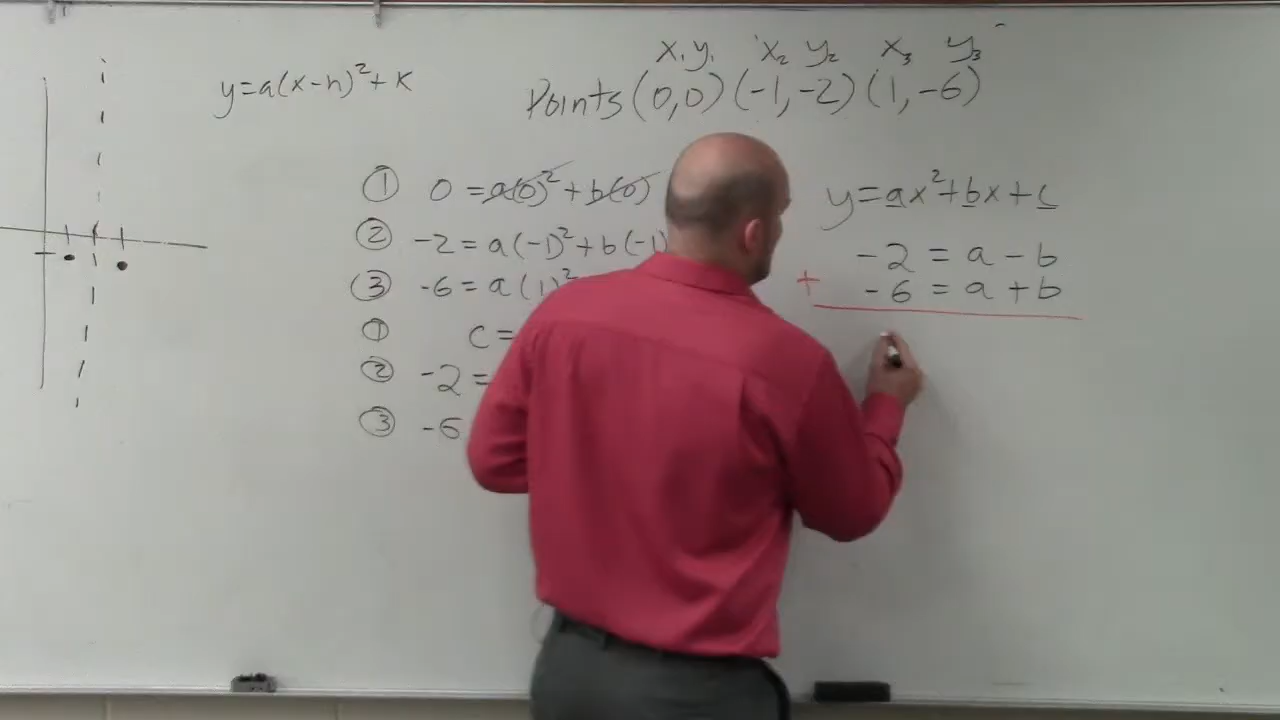 x₁ y₁ x₂ y₂ x₃ y₃
y=a(x-h)²+k
Points (0,0) (-1,-2) (1,-6)
① 0 = a(0)² + b(0)
② -2 = a(-1)² + b(-1)
③ -6 = a(1)²
① c =
② -2 =
③ -6
y = ax² + bx + c
-2 = a - b
+ -6 = a + b